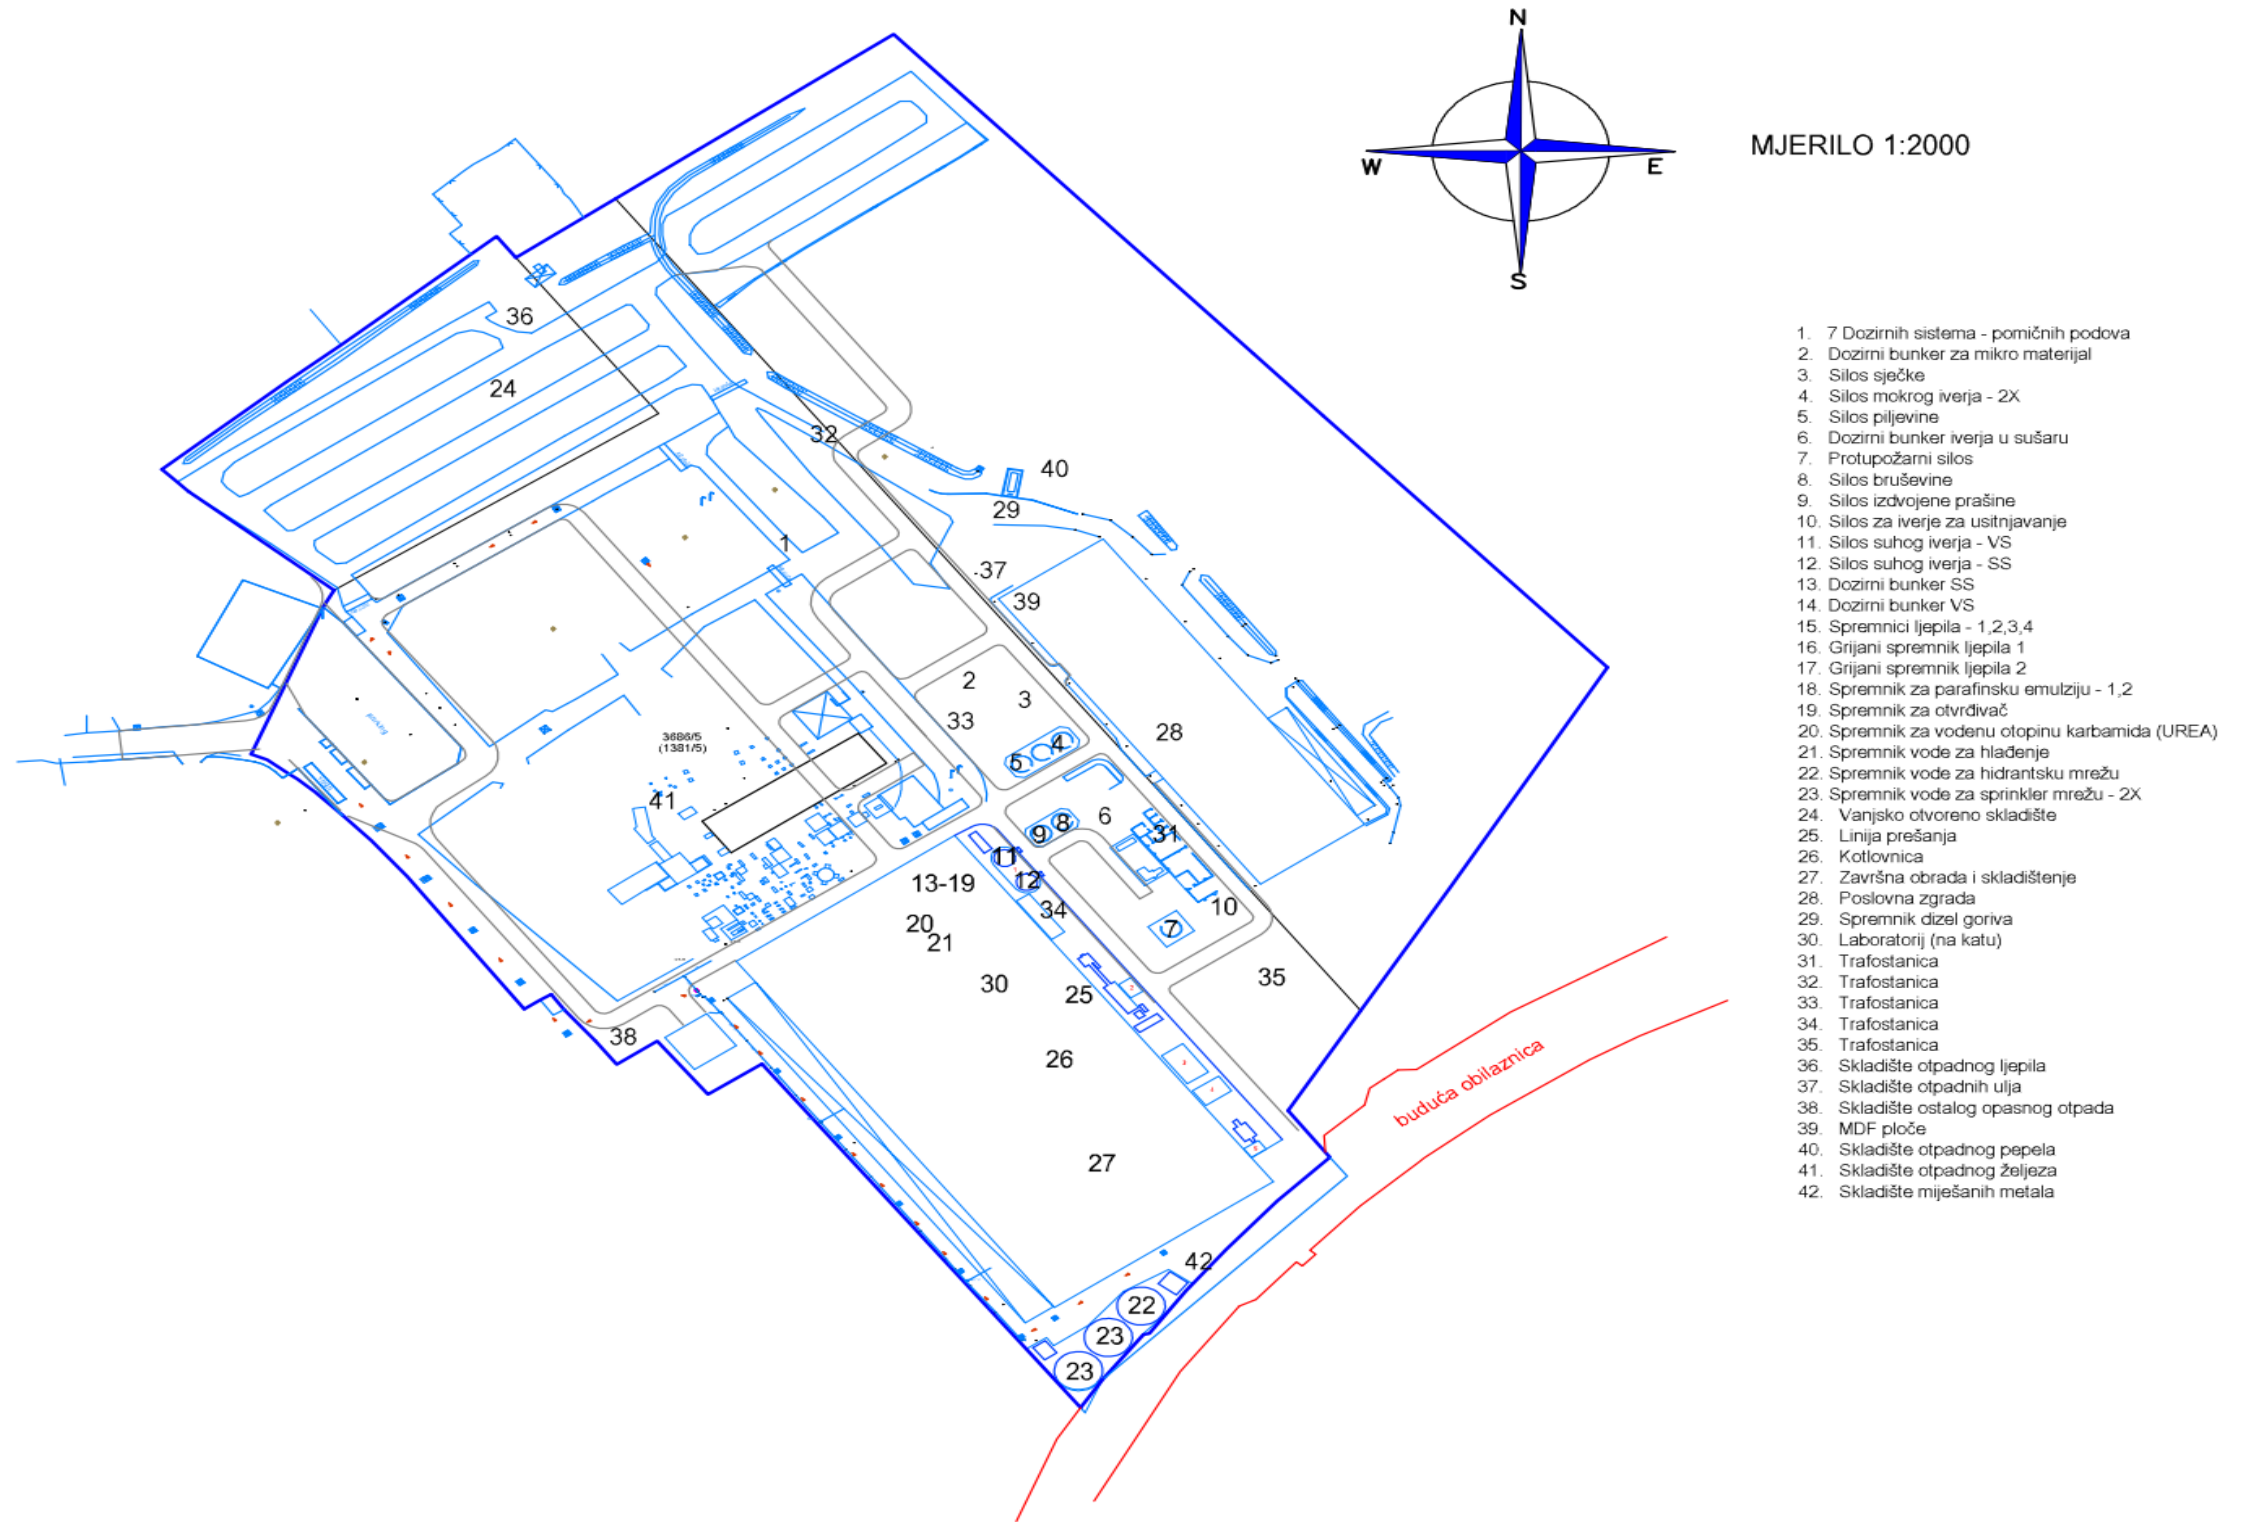 N
W
E
S
MJERILO 1:2000
1. 7 Dozirnih sistema - pomičnih podova
2. Dozirni bunker za mikro materijal
3. Silos sječke
4. Silos mokrog iverja - 2X
5. Silos piljevine
6. Dozirni bunker iverja u sušaru
7. Protupožarni silos
8. Silos bruševine
9. Silos izdvojene prašine
10. Silos za iverje za usitnjavanje
11. Silos suhog iverja - VS
12. Silos suhog iverja - SS
13. Dozirni bunker SS
14. Dozirni bunker VS
15. Spremnici ljepila - 1,2,3,4
16. Grijani spremnik ljepila 1
17. Grijani spremnik ljepila 2
18. Spremnik za parafinsku emulziju - 1,2
19. Spremnik za otvrđivač
20. Spremnik za vodenu otopinu karbamida (UREA)
21. Spremnik vode za hlađenje
22. Spremnik vode za hidrantsku mrežu
23. Spremnik vode za sprinkler mrežu - 2X
24. Vanjsko otvoreno skladište
25. Linija prešanja
26. Kotlovnica
27. Završna obrada i skladištenje
28. Poslovna zgrada
29. Spremnik dizel goriva
30. Laboratorij (na katu)
31. Trafostanica
32. Trafostanica
33. Trafostanica
34. Trafostanica
35. Trafostanica
36. Skladište otpadnog ljepila
37. Skladište otpadnih ulja
38. Skladište ostalog opasnog otpada
39. MDF ploče
40. Skladište otpadnog pepela
41. Skladište otpadnog željeza
42. Skladište miješanih metala
36
24
32
40
29
1
37
39
2
3
33
28
3686/5
(1381/5)
4
5
41
6
8
9
31
11
12
13-19
34
10
20
7
21
30
25
35
38
26
buduća obilaznica
27
42
22
23
23